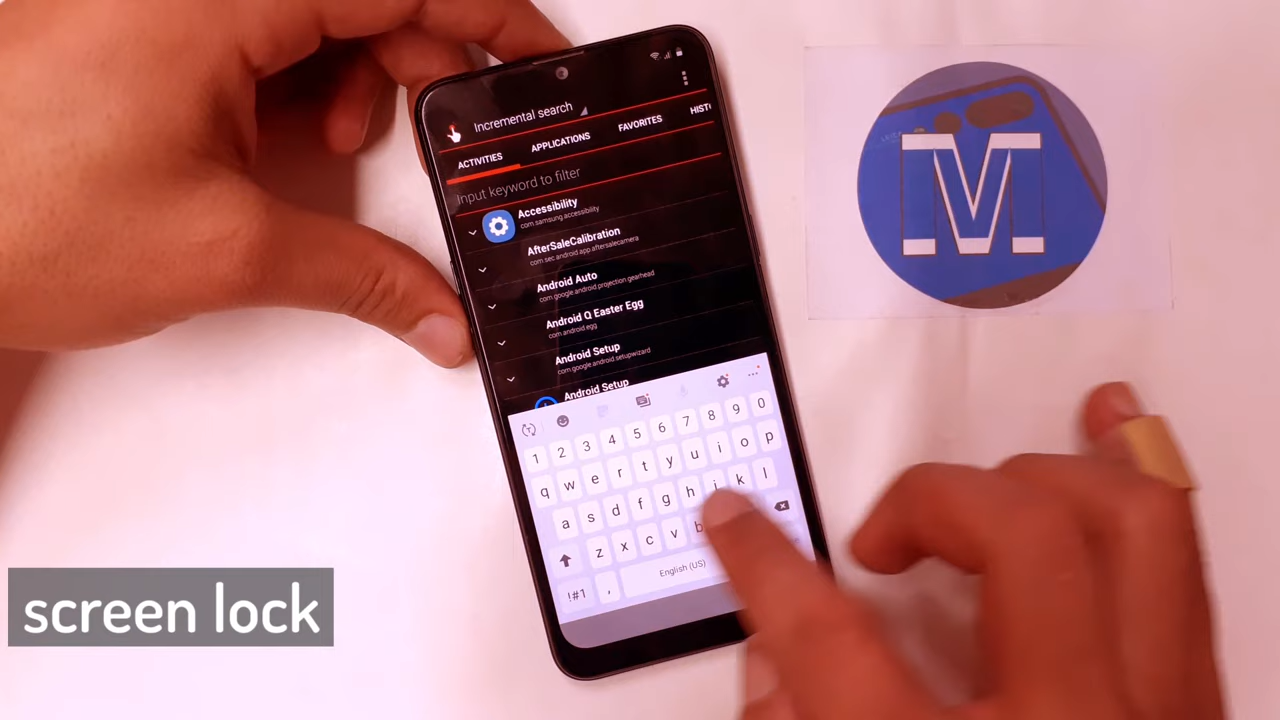 Incremental search
ACTIVITIES APPLICATIONS FAVORITES HIST
Input keyword to filter
Accessibility
com.samsung.accessibility
AfterSaleCalibration
com.sec.android.app.aftersalecamera
Android Auto
com.google.android.projection.gearhead
Android Q Easter Egg
com.android.egg
Android Setup
com.google.android.setupwizard
Android Setup
1 2 3 4 5 6 7 8 9 0
q w e r t y u i o p
a s d f g h j k l
z x c v b
!#1 , English (US)
M
screen lock